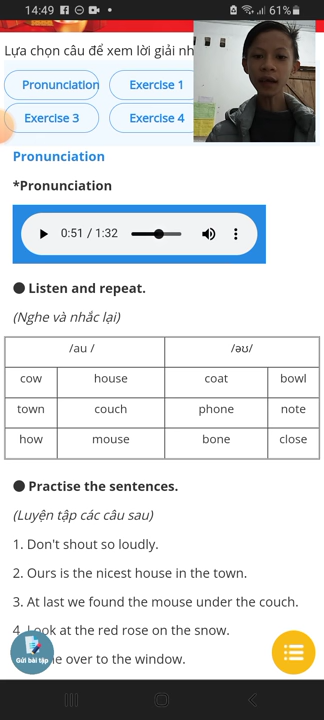 14:49
61%
Lựa chọn câu để xem lời giải nh
Pronunciation
Exercise 1
Exercise 3
Exercise 4
Pronunciation
*Pronunciation
0:51 / 1:32
Listen and repeat.
(Nghe và nhắc lại)
/au / /əʊ/
cow house coat bowl
town couch phone note
how mouse bone close
Practise the sentences.
(Luyện tập các câu sau)
1. Don't shout so loudly.
2. Ours is the nicest house in the town.
3. At last we found the mouse under the couch.
4. Look at the red rose on the snow.
over to the window.
Gửi bài tập